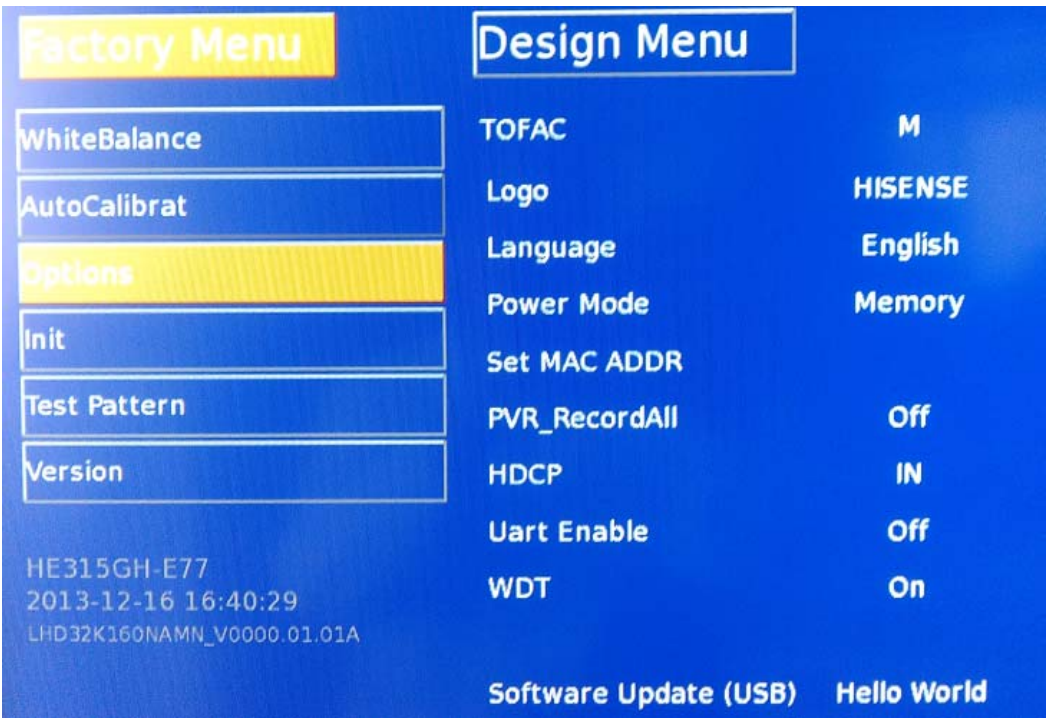 Factory Menu
WhiteBalance
AutoCalibrat
Options
Init
Test Pattern
Version
HE315GH-E77
2013-12-16 16:40:29
LHD32K160NAMN_V0000.01.01A
Design Menu
TOFAC M
Logo HISENSE
Language English
Power Mode Memory
Set MAC ADDR
PVR_RecordAll Off
HDCP IN
Uart Enable Off
WDT On
Software Update (USB) Hello World